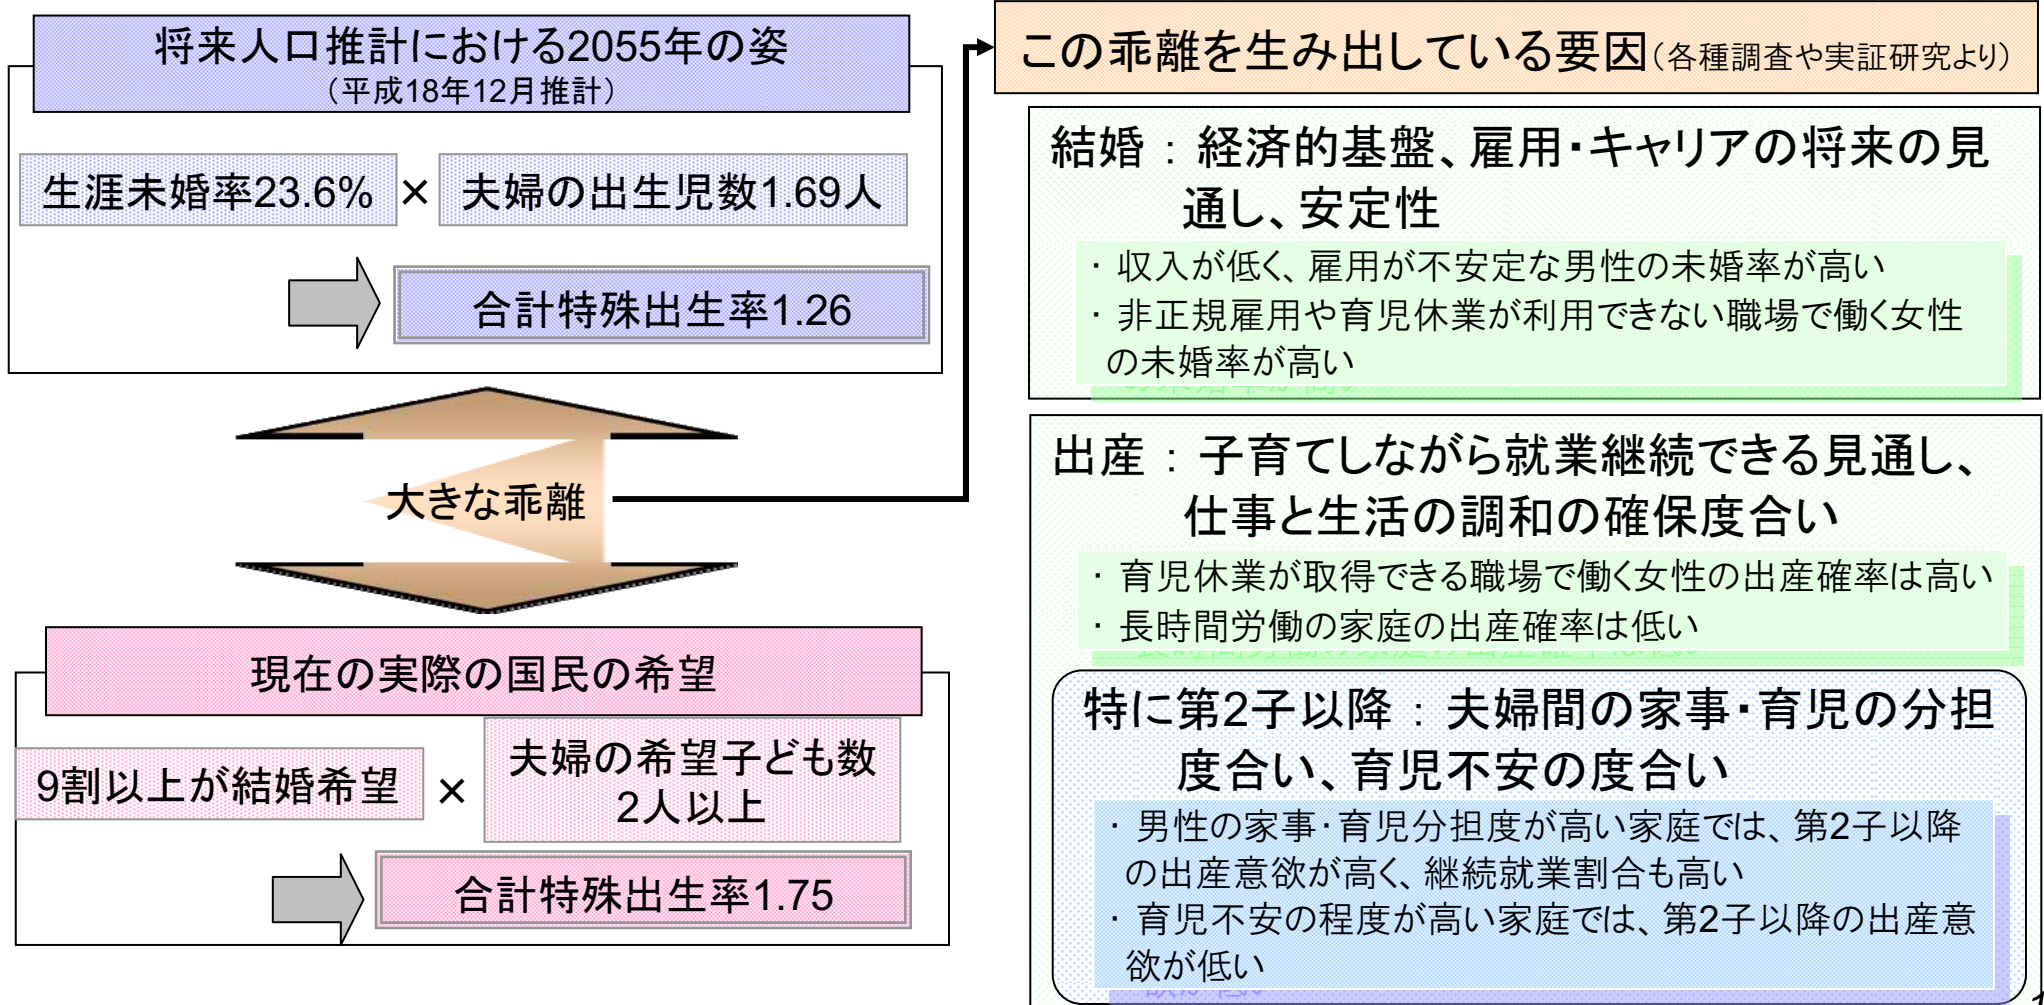 将来人口推計における2055年の姿
（平成18年12月推計）
生涯未婚率23.6%
×
夫婦の出生児数1.69人
合計特殊出生率1.26
大きな乖離
現在の実際の国民の希望
9割以上が結婚希望
×
夫婦の希望子ども数
2人以上
合計特殊出生率1.75
この乖離を生み出している要因（各種調査や実証研究より）
結婚：経済的基盤、雇用・キャリアの将来の見
通し、安定性
・収入が低く、雇用が不安定な男性の未婚率が高い
・非正規雇用や育児休業が利用できない職場で働く女性
の未婚率が高い
出産：子育てしながら就業継続できる見通し、
仕事と生活の調和の確保度合い
・育児休業が取得できる職場で働く女性の出産確率は高い
・長時間労働の家庭の出産確率は低い
特に第2子以降：夫婦間の家事・育児の分担
度合い、育児不安の度合い
・男性の家事・育児分担度が高い家庭では、第2子以降
の出産意欲が高く、継続就業割合も高い
・育児不安の程度が高い家庭では、第2子以降の出産意
欲が低い